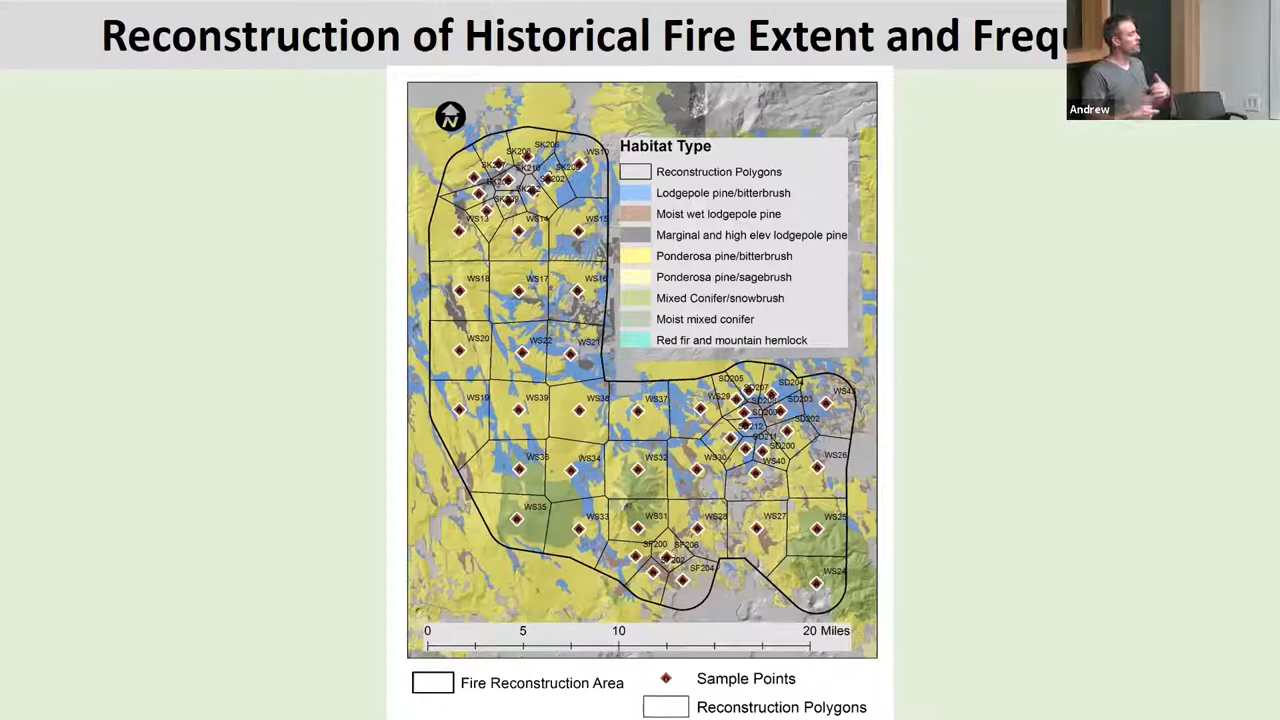 Reconstruction of Historical Fire Extent and Frequ
Andrew
N
Habitat Type
Reconstruction Polygons
Lodgepole pine/bitterbrush
Moist wet lodgepole pine
Marginal and high elev lodgepole pine
Ponderosa pine/bitterbrush
Ponderosa pine/sagebrush
Mixed Conifer/snowbrush
Moist mixed conifer
Red fir and mountain hemlock
SK206
WS13 WS14 WS15
WS18 WS17 WS16
WS20 WS22 WS21
WS19 WS39 WS38 WS37
SD205 SD207 SD204
SD203
SD202
SD212
SD211
SD200
WS36 WS34 WS32 WS30 WS40 WS26
WS35 WS33 WS31 WS28 WS27 WS25
SF200 SF206
SF204 WS24
0 5 10 20 Miles
Fire Reconstruction Area
Sample Points
Reconstruction Polygons